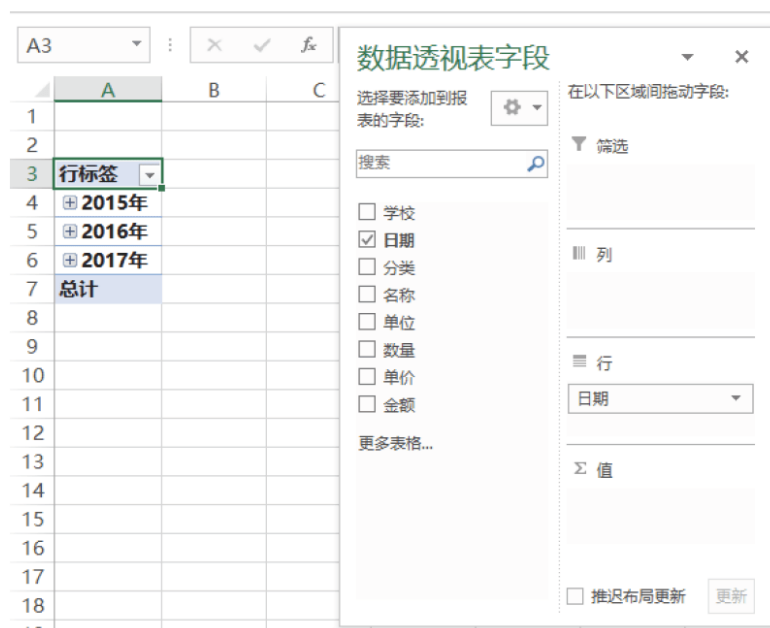 A3
fx
A B C
1
2
3 行标签
4 2015年
5 2016年
6 2017年
7 总计
8
9
10
11
12
13
14
15
16
17
18
数据透视表字段
选择要添加到报
表的字段:
搜索
学校
日期
分类
名称
单位
数量
单价
金额
更多表格...
在以下区域间拖动字段:
筛选
列
行
日期
Σ 值
推迟布局更新 更新